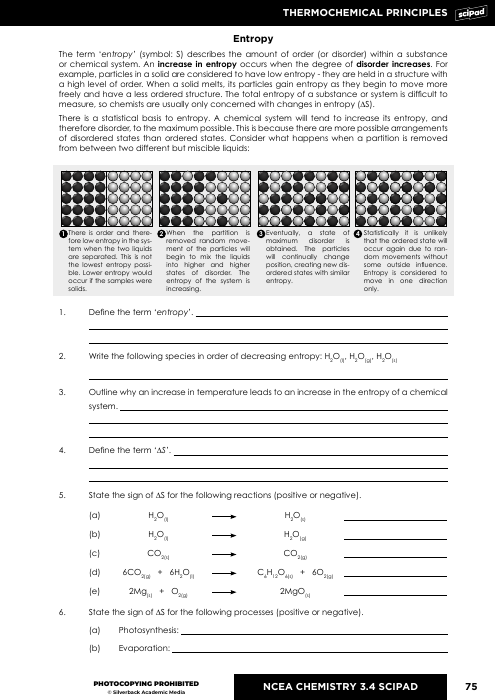 THERMOCHEMICAL PRINCIPLES scipad
Entropy
The term 'entropy' (symbol: S) describes the amount of order (or disorder) within a substance
or chemical system. An increase in entropy occurs when the degree of disorder increases. For
example, particles in a solid are considered to have low entropy - they are held in a structure with
a high level of order. When a solid melts, its particles gain entropy as they begin to move more
freely and have a less ordered structure. The total entropy of a substance or system is difficult to
measure, so chemists are usually only concerned with changes in entropy (ΔS).
There is a statistical basis to entropy. A chemical system will tend to increase its entropy, and
therefore disorder, to the maximum possible. This is because there are more possible arrangements
of disordered states than ordered states. Consider what happens when a partition is removed
from between two different but miscible liquids:
1 There is order and there-
fore low entropy in the sys-
tem when the two liquids
are separated. This is not
the lowest entropy possi-
ble. Lower entropy would
occur if the samples were
solids.
2 When the partition is
removed random move-
ment of the particles will
begin to mix the liquids
into higher and higher
states of disorder. The
entropy of the system is
increasing.
3 Eventually, a state of
maximum disorder is
obtained. The particles
will continually change
position, creating new dis-
ordered states with similar
entropy.
4 Statistically it is unlikely
that the ordered state will
occur again due to ran-
dom movements without
some outside influence.
Entropy is considered to
move in one direction
only.
1. Define the term 'entropy'.
2. Write the following species in order of decreasing entropy: H2O(l), H2O(g), H2O(s)
3. Outline why an increase in temperature leads to an increase in the entropy of a chemical
system.
4. Define the term 'ΔS'.
5. State the sign of ΔS for the following reactions (positive or negative).
(a) H2O(l) → H2O(s)
(b) H2O(l) → H2O(g)
(c) CO2(s) → CO2(g)
(d) 6CO2(g) + 6H2O(l) → C6H12O6(s) + 6O2(g)
(e) 2Mg(s) + O2(g) → 2MgO(s)
6. State the sign of ΔS for the following processes (positive or negative).
(a) Photosynthesis:
(b) Evaporation:
PHOTOCOPYING PROHIBITED
© Silverback Academic Media
NCEA CHEMISTRY 3.4 SCIPAD
75